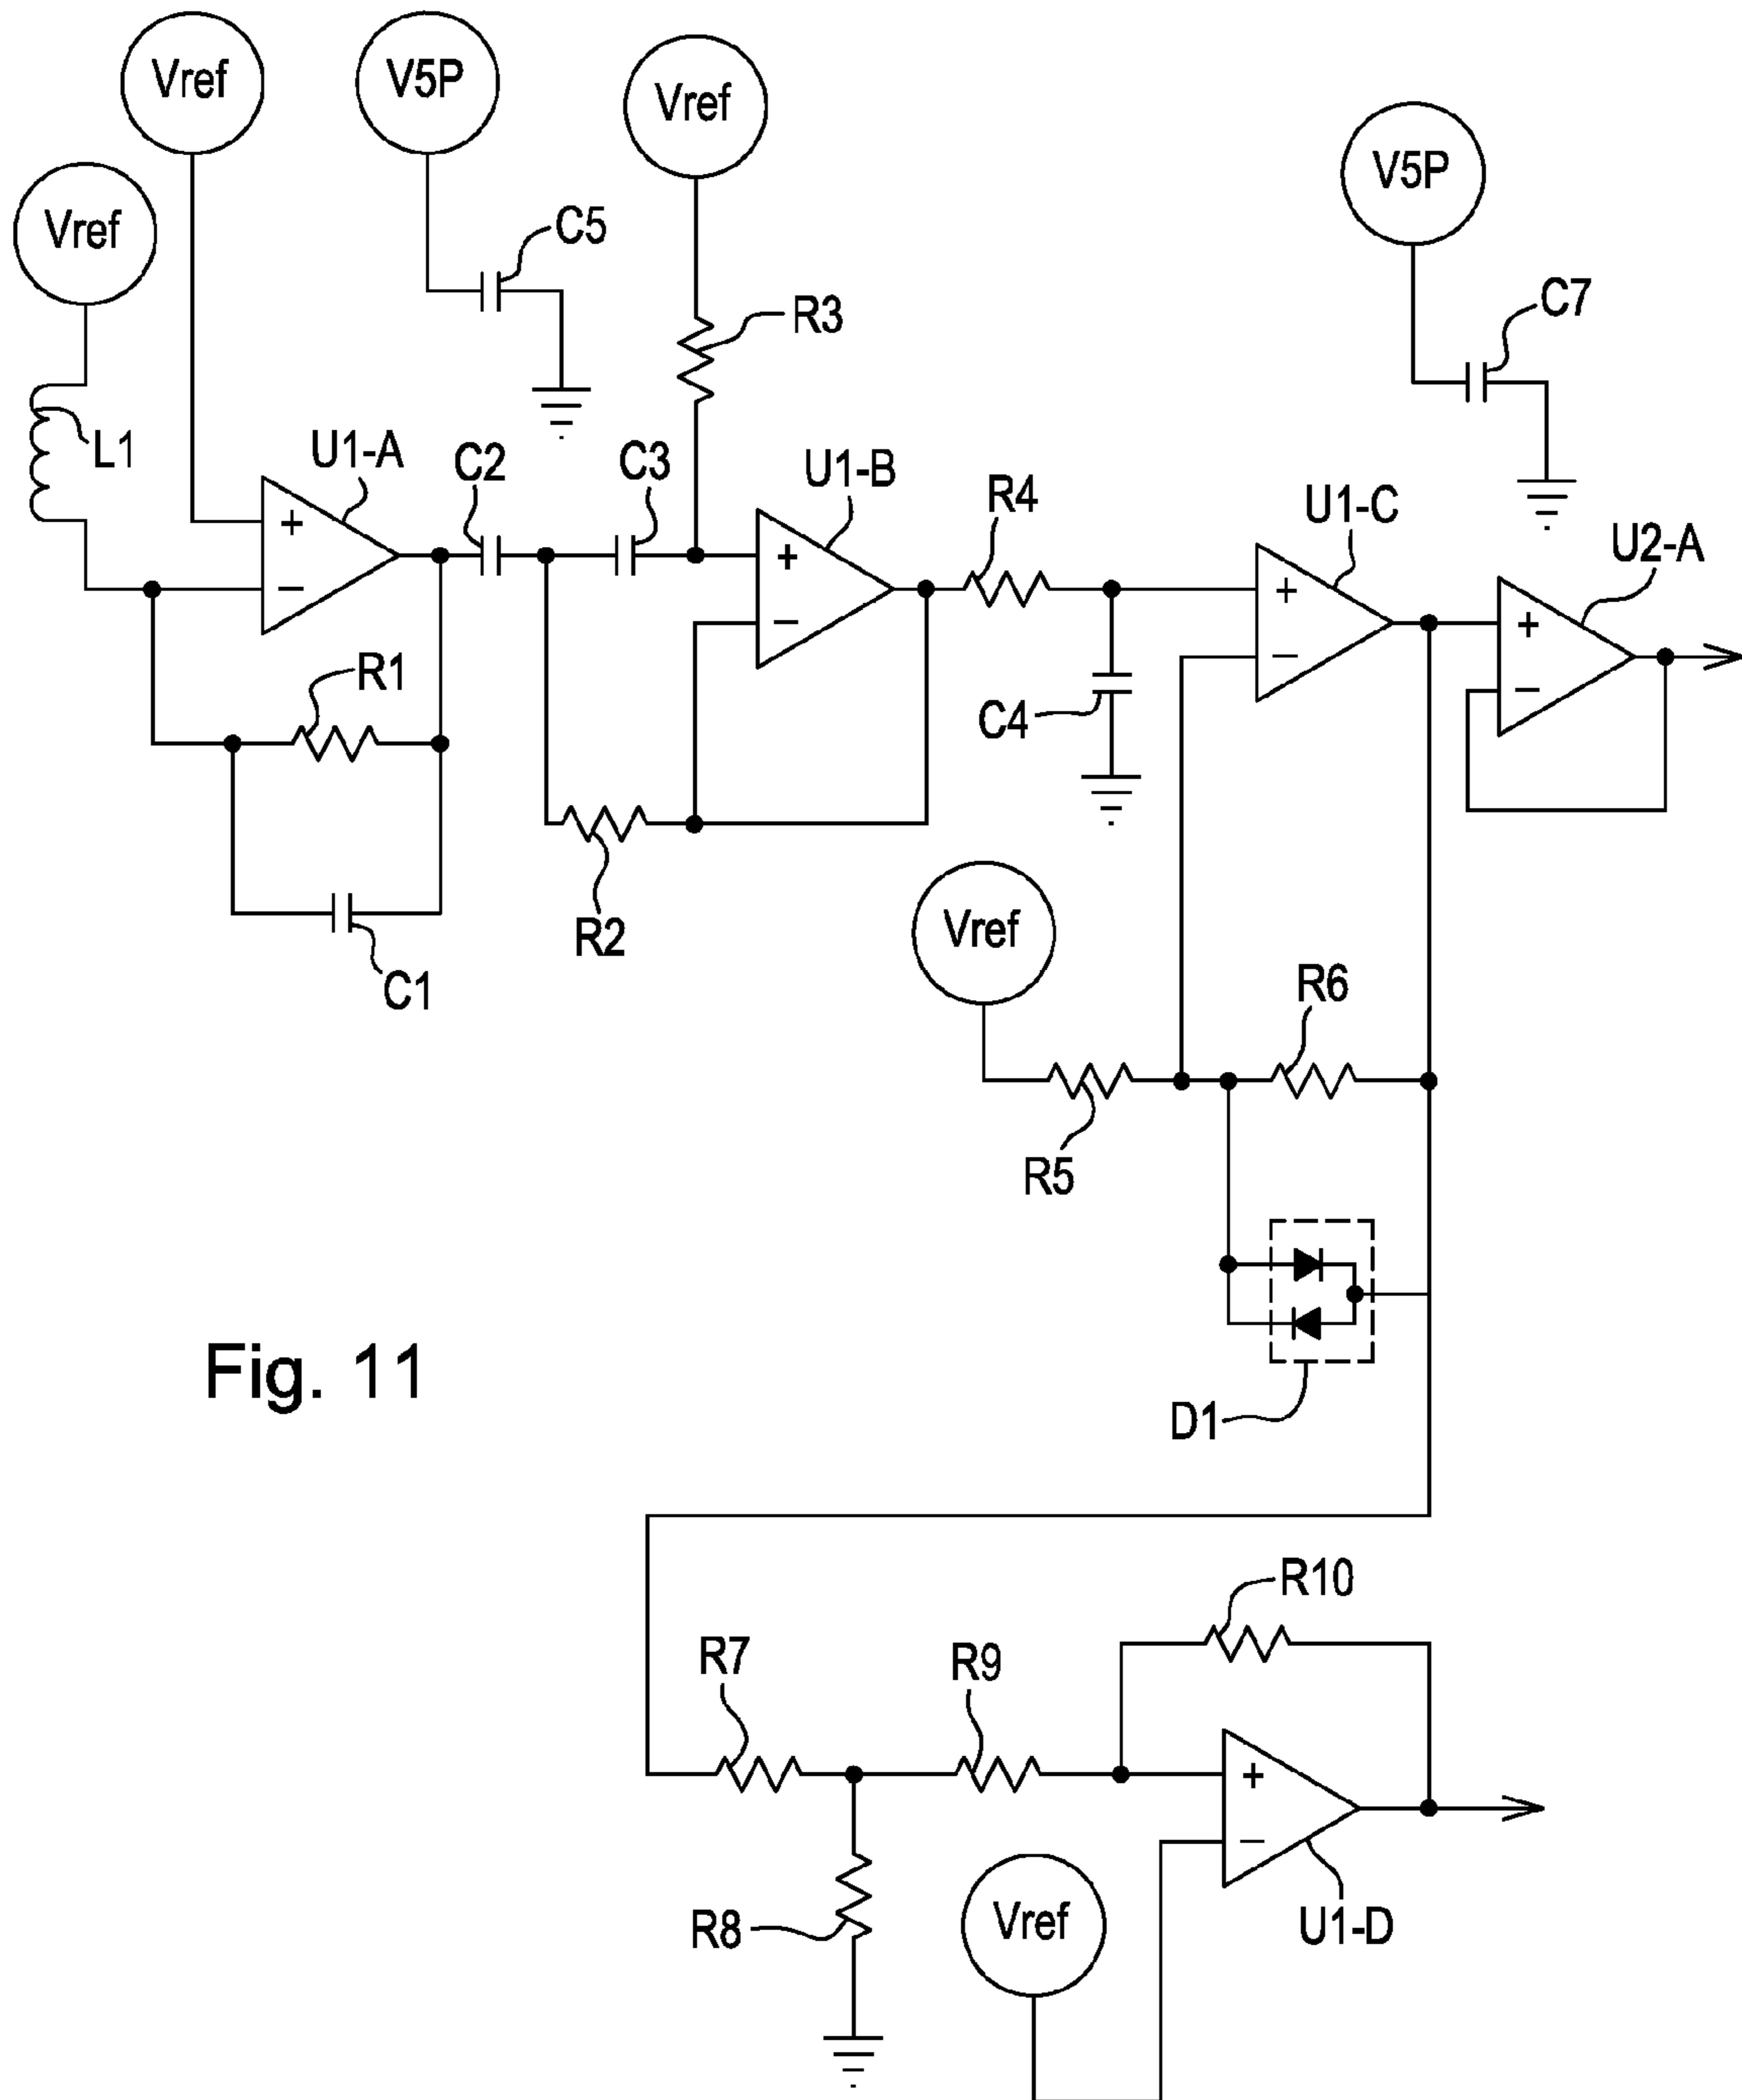 Vref
V5P
Vref
V5P
Vref
C5
C7
R3
L1
U1-A
C2
C3
U1-B
R4
U1-C
U2-A
+
+
+
+
−
−
−
−
R1
C4
R2
Vref
C1
R6
R5
D1
Fig. 11
R10
R7
R9
+
−
R8
Vref
U1-D